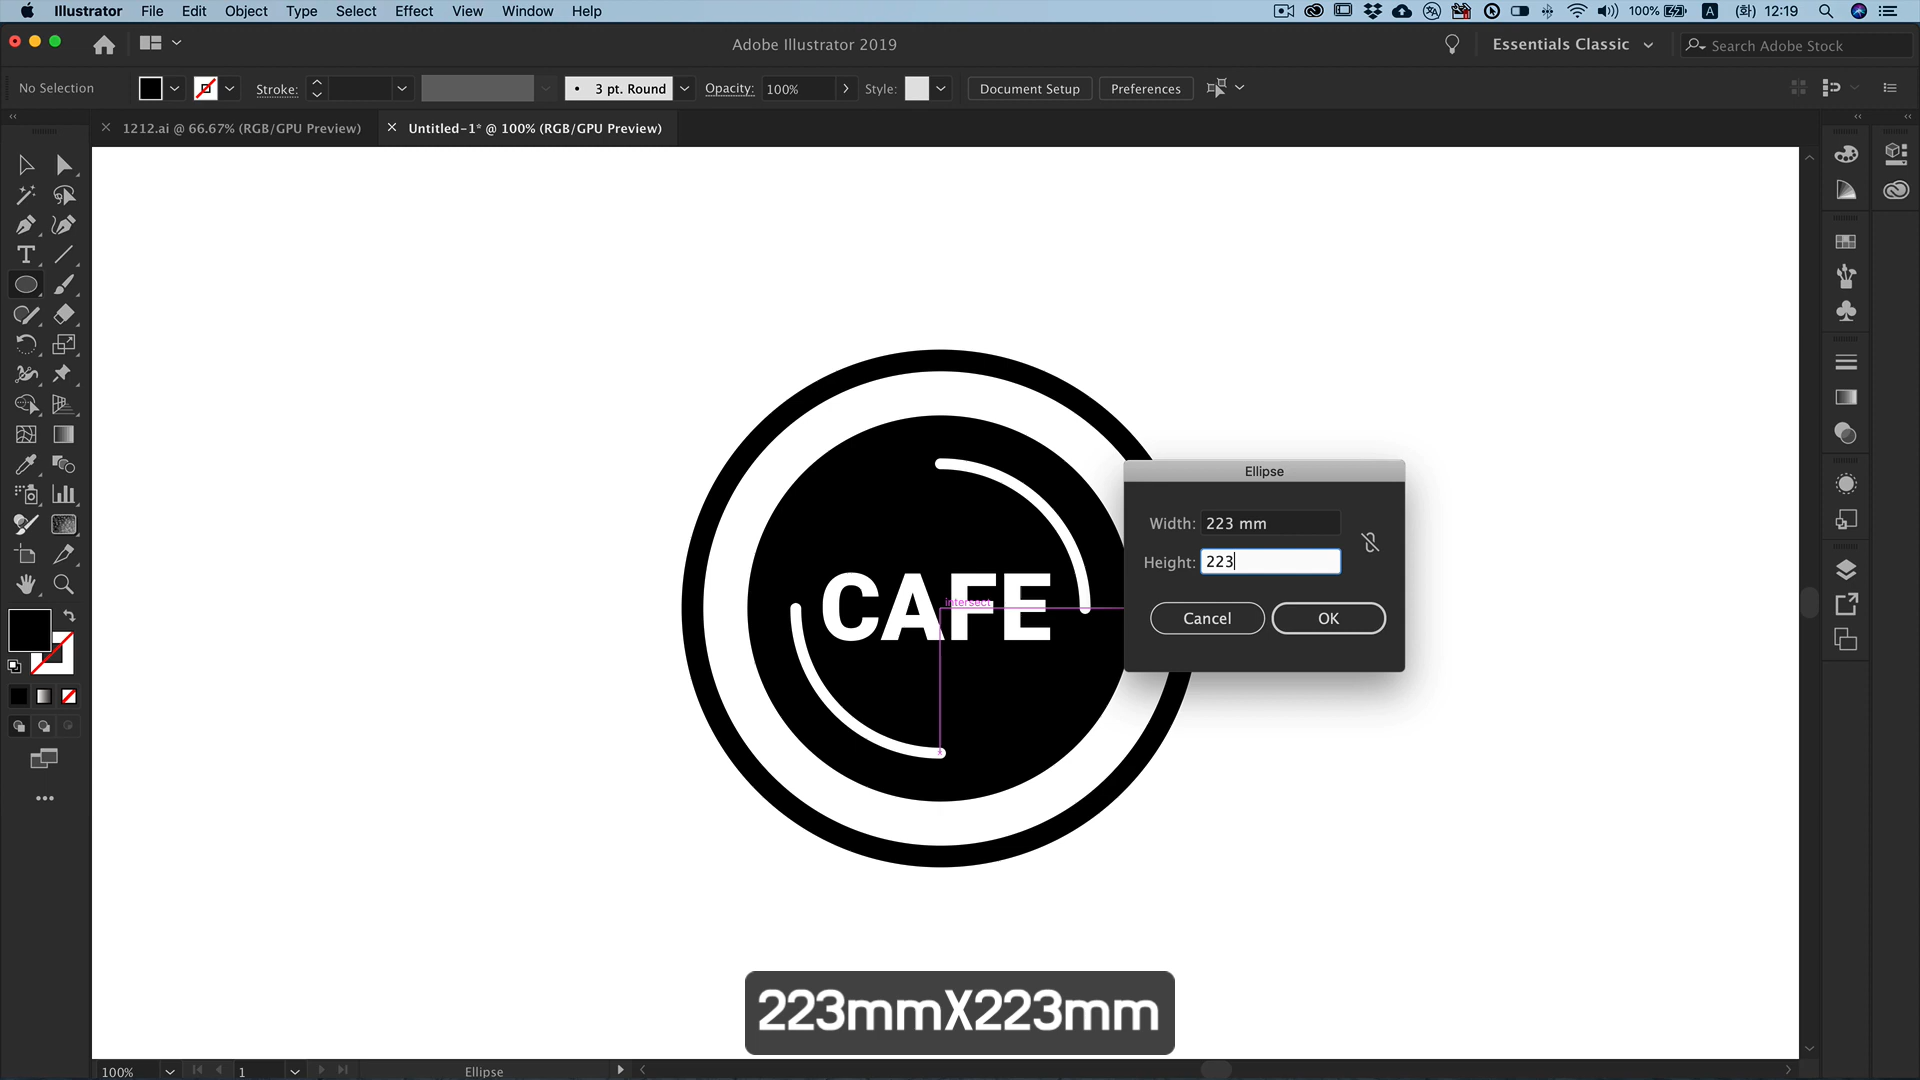 Illustrator File Edit Object Type Select Effect View Window Help 100% A (화) 12:19
Adobe Illustrator 2019 Essentials Classic Search Adobe Stock
No Selection Stroke: 3 pt. Round Opacity: 100% Style: Document Setup Preferences
1212.ai @ 66.67% (RGB/GPU Preview) Untitled-1* @ 100% (RGB/GPU Preview)
Ellipse
Width: 223 mm
Height: 223
Cancel OK
CAFE
intersect
223mmX223mm
100% 1 Ellipse